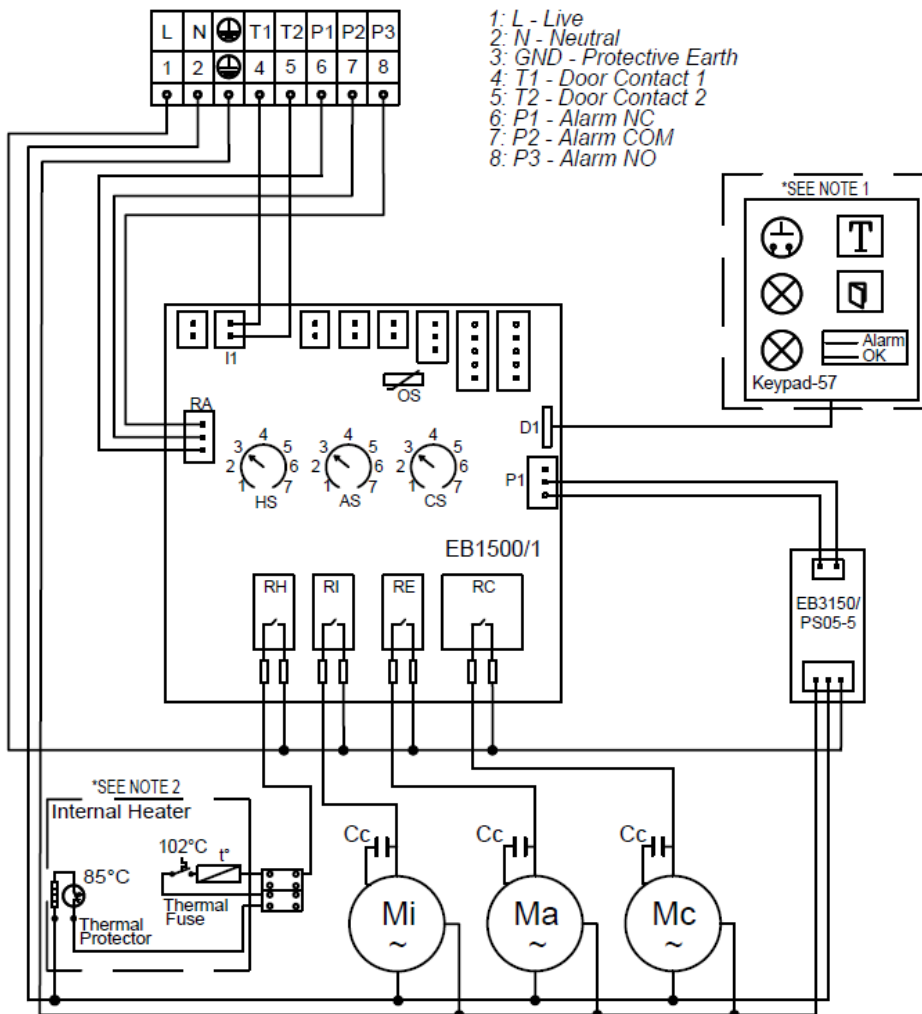 L N T1 T2 P1 P2 P3
1 2 4 5 6 7 8
1: L - Live
2: N - Neutral
3: GND - Protective Earth
4: T1 - Door Contact 1
5: T2 - Door Contact 2
6: P1 - Alarm NC
7: P2 - Alarm COM
8: P3 - Alarm NO
*SEE NOTE 1
T
Alarm
OK
Keypad-57
I1
OS
RA
D1
1 2 3 4 5 6 7
HS
1 2 3 4 5 6 7
AS
1 2 3 4 5 6 7
CS
P1
EB1500/1
RH RI RE RC
EB3150/
PS05-5
*SEE NOTE 2
Internal Heater
102°C t°
85°C
Thermal
Fuse
Thermal
Protector
Cc Cc Cc
Mi Ma Mc
~ ~ ~